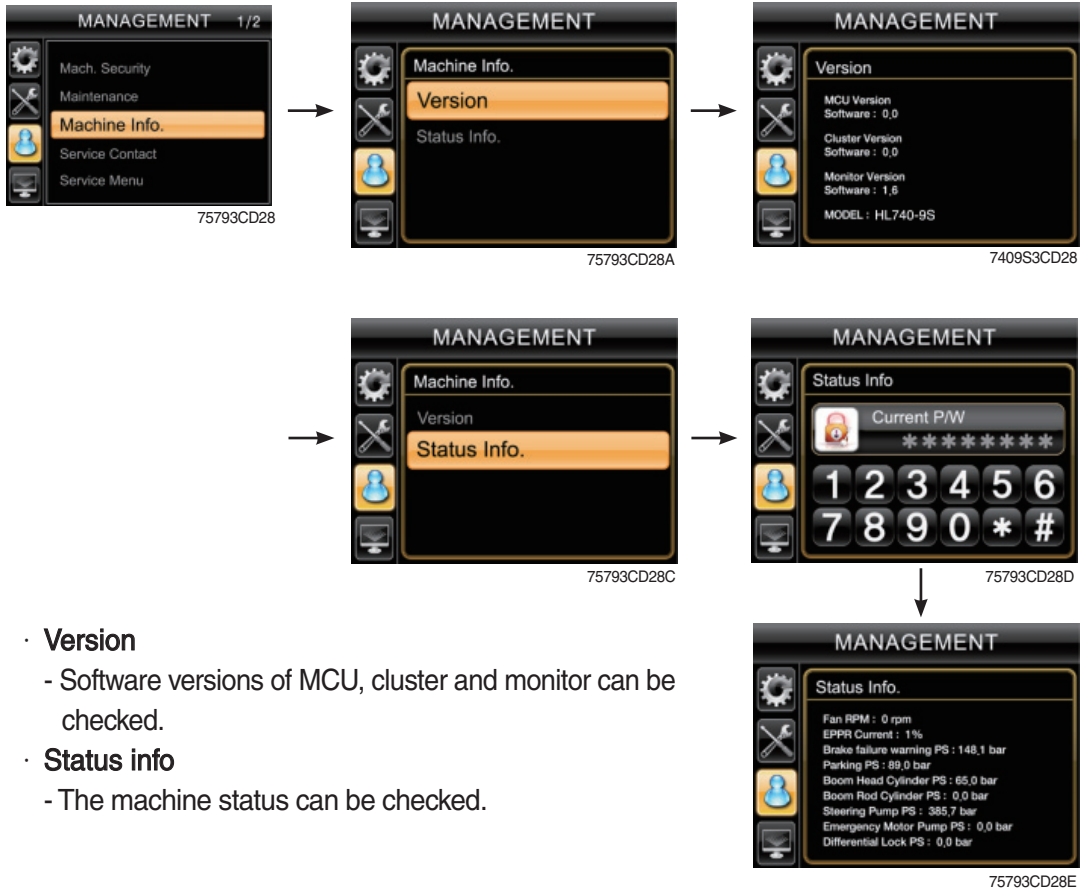 MANAGEMENT 1/2
Mach. Security
Maintenance
Machine Info.
Service Contact
Service Menu
75793CD28
MANAGEMENT
Machine Info.
Version
Status Info.
75793CD28A
MANAGEMENT
Version
MCU Version
Software : 0,0
Cluster Version
Software : 0,0
Monitor Version
Software : 1,6
MODEL : HL740-9S
7409S3CD28
MANAGEMENT
Machine Info.
Version
Status Info.
75793CD28C
MANAGEMENT
Status Info
Current P/W
********
1 2 3 4 5 6
7 8 9 0 * #
75793CD28D
· Version
- Software versions of MCU, cluster and monitor can be
checked.
· Status info
- The machine status can be checked.
MANAGEMENT
Status Info.
Fan RPM : 0 rpm
EPPR Current : 1%
Brake failure warning PS : 148,1 bar
Parking PS : 89,0 bar
Boom Head Cylinder PS : 65,0 bar
Boom Rod Cylinder PS : 0,0 bar
Steering Pump PS : 385,7 bar
Emergency Motor Pump PS : 0,0 bar
Differential Lock PS : 0,0 bar
75793CD28E